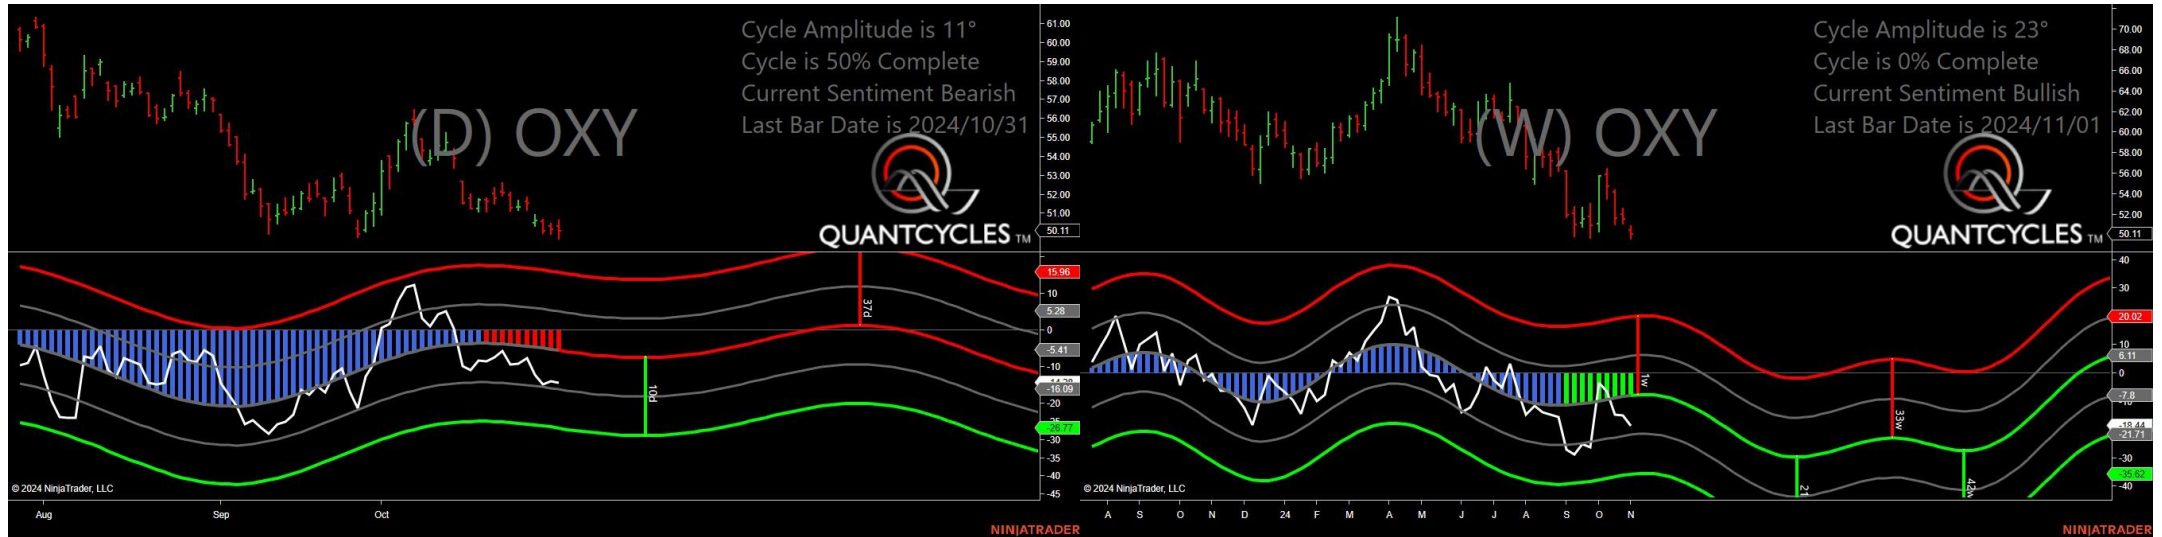 Cycle Amplitude is 11°
Cycle is 50% Complete
Current Sentiment Bearish
Last Bar Date is 2024/10/31
(D) OXY
QUANTCYCLES TM
61.00
60.00
59.00
58.00
57.00
56.00
55.00
54.00
53.00
52.00
51.00
50.11
37d
10d
15.96
10
5.28
0
-5.41
-10
-16.09
-20
-26.77
-30
-35
-40
-45
© 2024 NinjaTrader, LLC
Aug Sep Oct
NINJATRADER
Cycle Amplitude is 23°
Cycle is 0% Complete
Current Sentiment Bullish
Last Bar Date is 2024/11/01
(W) OXY
QUANTCYCLES TM
70.00
68.00
66.00
64.00
62.00
60.00
58.00
56.00
54.00
52.00
50.11
1w
33w
21
42w
40
30
20.02
6.11
0
-7.8
-18.44
-21.71
-30
-35.62
-40
© 2024 NinjaTrader, LLC
A S O N D 24 F M A M J J A S O N
NINJATRADER